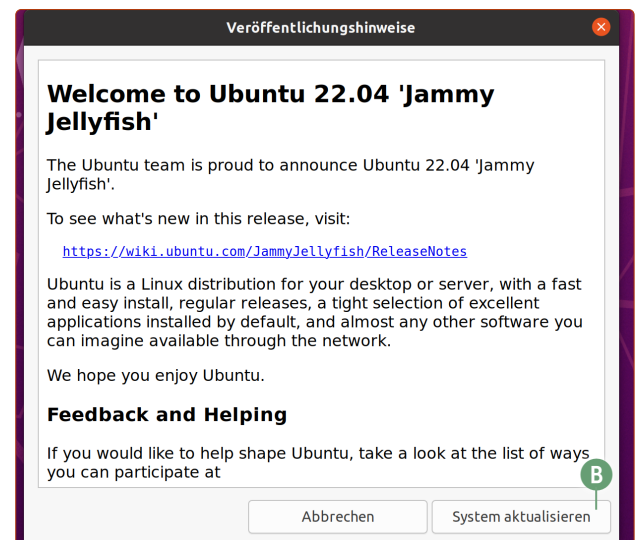 Veröffentlichungshinweise
Welcome to Ubuntu 22.04 'Jammy
Jellyfish'
The Ubuntu team is proud to announce Ubuntu 22.04 'Jammy
Jellyfish'.
To see what's new in this release, visit:
https://wiki.ubuntu.com/JammyJellyfish/ReleaseNotes
Ubuntu is a Linux distribution for your desktop or server, with a fast
and easy install, regular releases, a tight selection of excellent
applications installed by default, and almost any other software you
can imagine available through the network.
We hope you enjoy Ubuntu.
Feedback and Helping
If you would like to help shape Ubuntu, take a look at the list of ways
you can participate at
B
Abbrechen
System aktualisieren